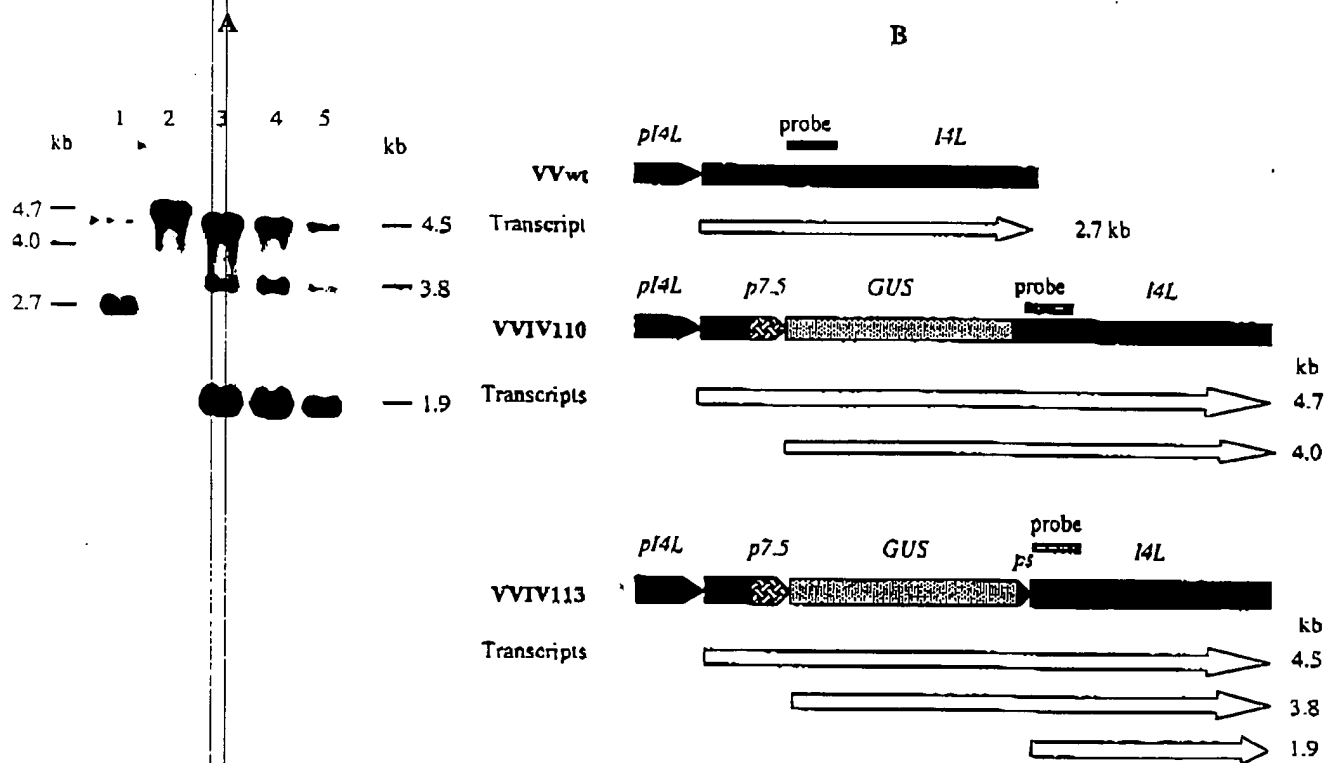 A
1 2 3 4 5
kb
kb
4.7
4.0
2.7
4.5
3.8
1.9
B
pI4L
probe
I4L
VVwt
Transcript
2.7 kb
pI4L
p7.5
GUS
probe
I4L
VVIV110
Transcripts
kb
4.7
4.0
pI4L
p7.5
GUS
ps
probe
I4L
VVIV113
Transcripts
kb
4.5
3.8
1.9